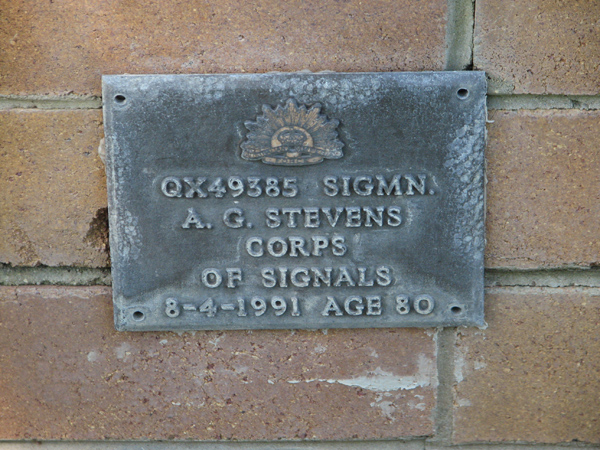 QX49385 SIGMN.
A. G. STEVENS
CORPS
OF SIGNALS
8-4-1991 AGE 80